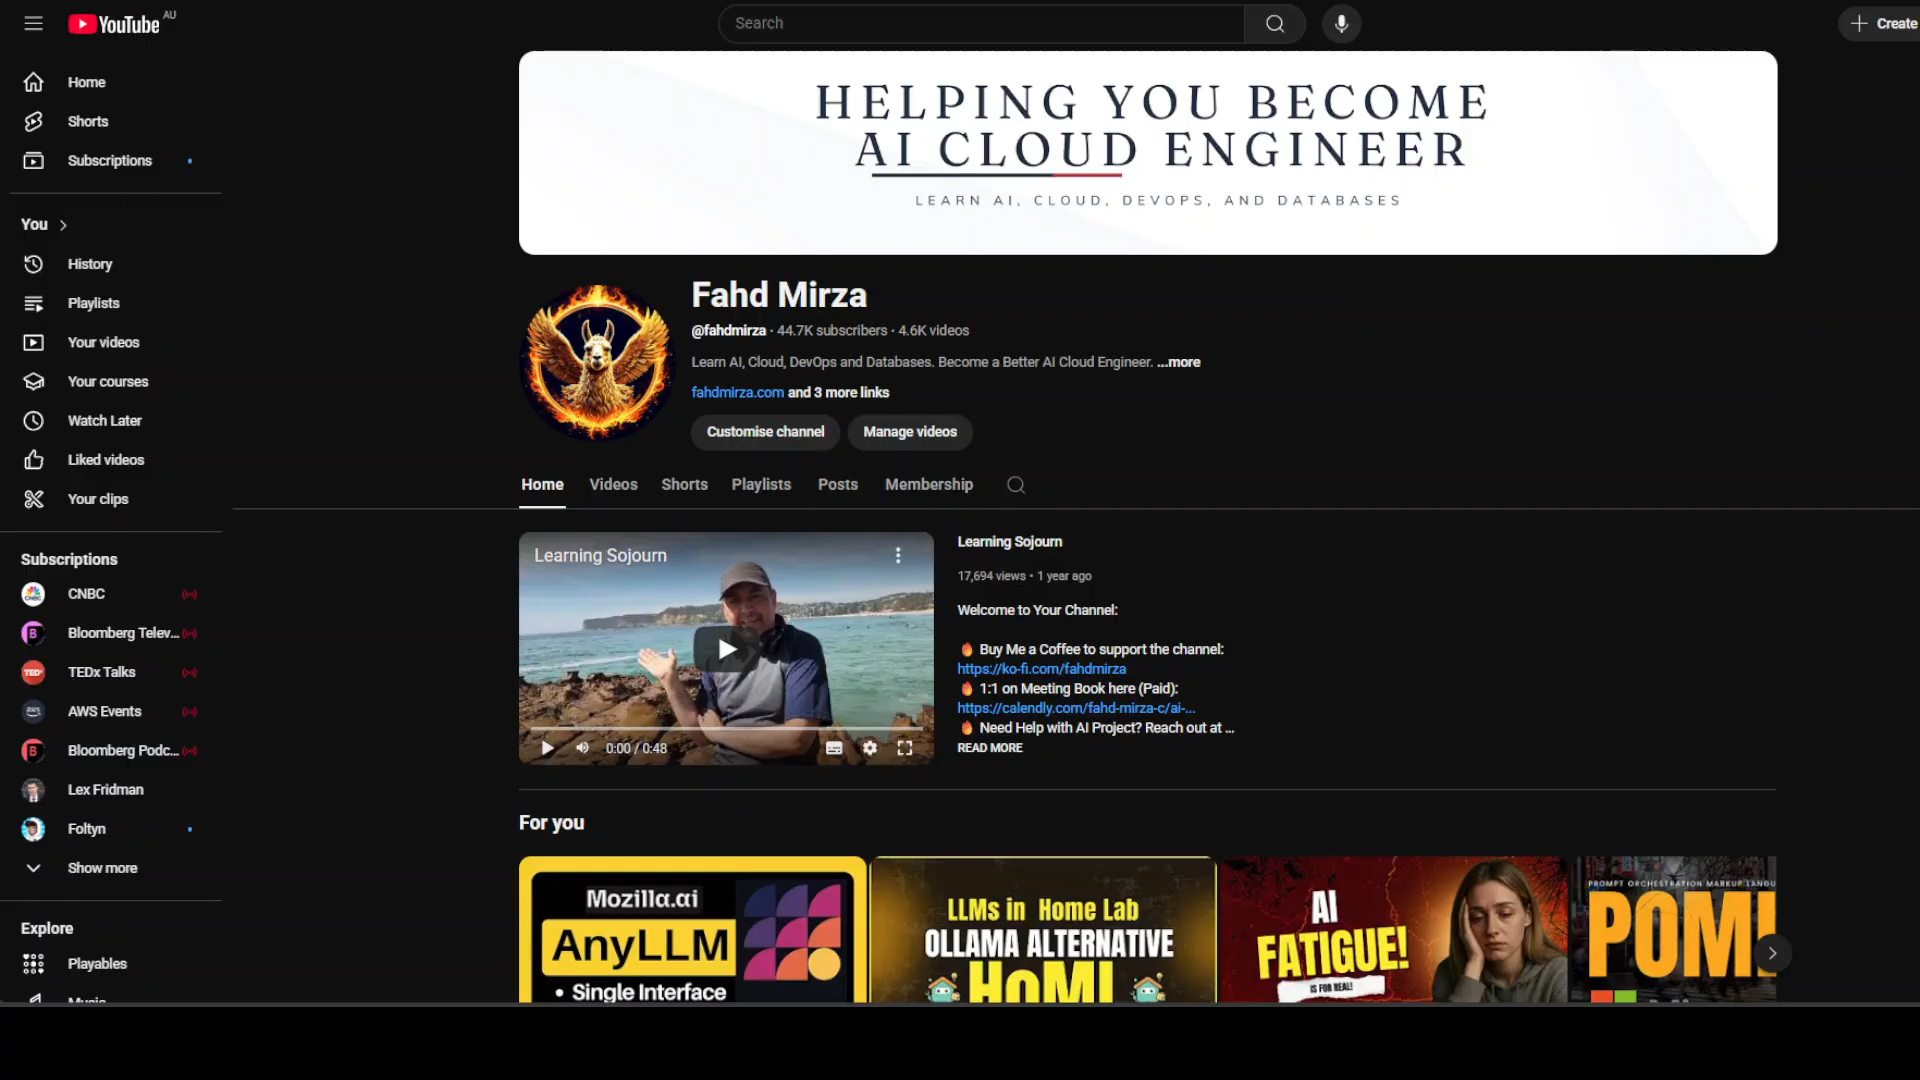 YouTube AU
Search
Create
Home
Shorts
Subscriptions
You
History
Playlists
Your videos
Your courses
Watch Later
Liked videos
Your clips
Subscriptions
CNBC
Bloomberg Telev...
TEDx Talks
AWS Events
Bloomberg Podc...
Lex Fridman
Foltyn
Show more
Explore
Playables
Music
HELPING YOU BECOME
AI CLOUD ENGINEER
LEARN AI, CLOUD, DEVOPS, AND DATABASES
Fahd Mirza
@fahdmirza · 44.7K subscribers · 4.6K videos
Learn AI, Cloud, DevOps and Databases. Become a Better AI Cloud Engineer. ...more
fahdmirza.com and 3 more links
Customise channel
Manage videos
Home Videos Shorts Playlists Posts Membership
Learning Sojourn
0:00 / 0:48
Learning Sojourn
17,694 views · 1 year ago
Welcome to Your Channel:
🔥 Buy Me a Coffee to support the channel:
https://ko-fi.com/fahdmirza
🔥 1:1 on Meeting Book here (Paid):
https://calendly.com/fahd-mirza-c/ai-...
🔥 Need Help with AI Project? Reach out at ...
READ MORE
For you
Mozilla.ai
AnyLLM
• Single Interface
LLMs in Home Lab
OLLAMA ALTERNATIVE
HoML
AI
FATIGUE!
IS FOR REAL!
PROMPT ORCHESTRATION MARKUP LANGU
POML